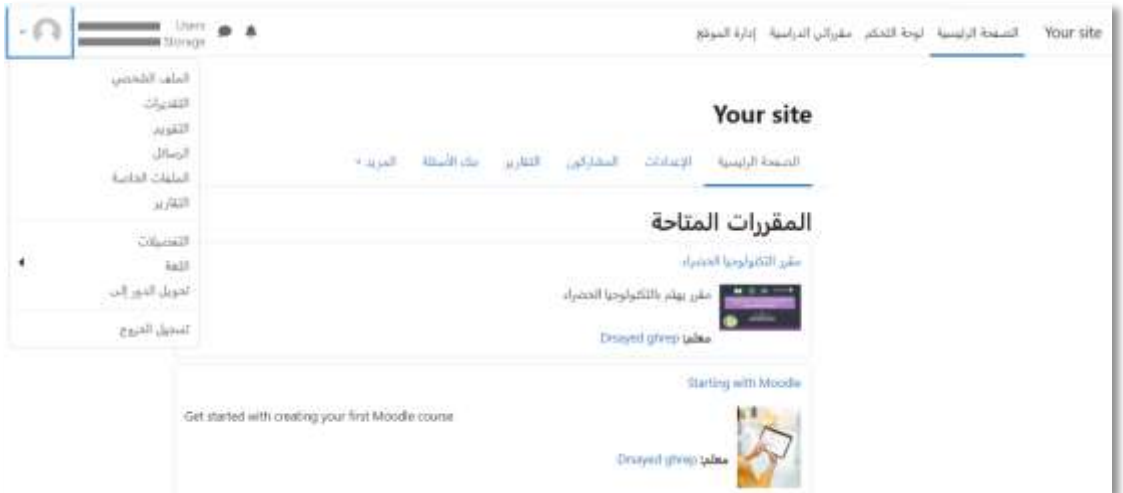 Your site الصفحة الرئيسية لوحة التحكم مقرراتي الدراسية إدارة الموقع
Users
Storage
الملف الشخصي
التقديرات
التقويم
الرسائل
الملفات الخاصة
التقارير
التفضيلات
اللغة
تحويل الدور إلى
تسجيل الخروج
Your site
الصفحة الرئيسية الإعدادات المشاركون التقارير بنك الأسئلة المزيد
المقررات المتاحة
مقرر التكنولوجيا الخضراء
مقرر يهتم بالتكنولوجيا الخضراء
معلم: Drsayed ghrep
Starting with Moodle
Get started with creating your first Moodle course
معلم: Drsayed ghrep